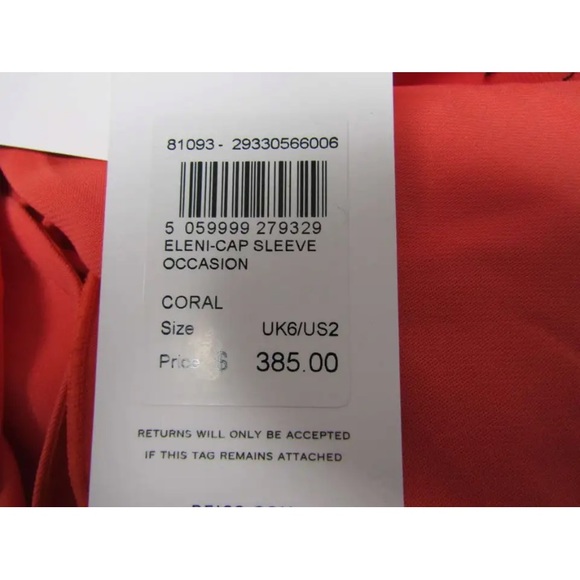 81093- 29330566006
5 059999 279329
ELENI-CAP SLEEVE
OCCASION
CORAL
Size UK6/US2
Price $ 385.00
RETURNS WILL ONLY BE ACCEPTED
IF THIS TAG REMAINS ATTACHED